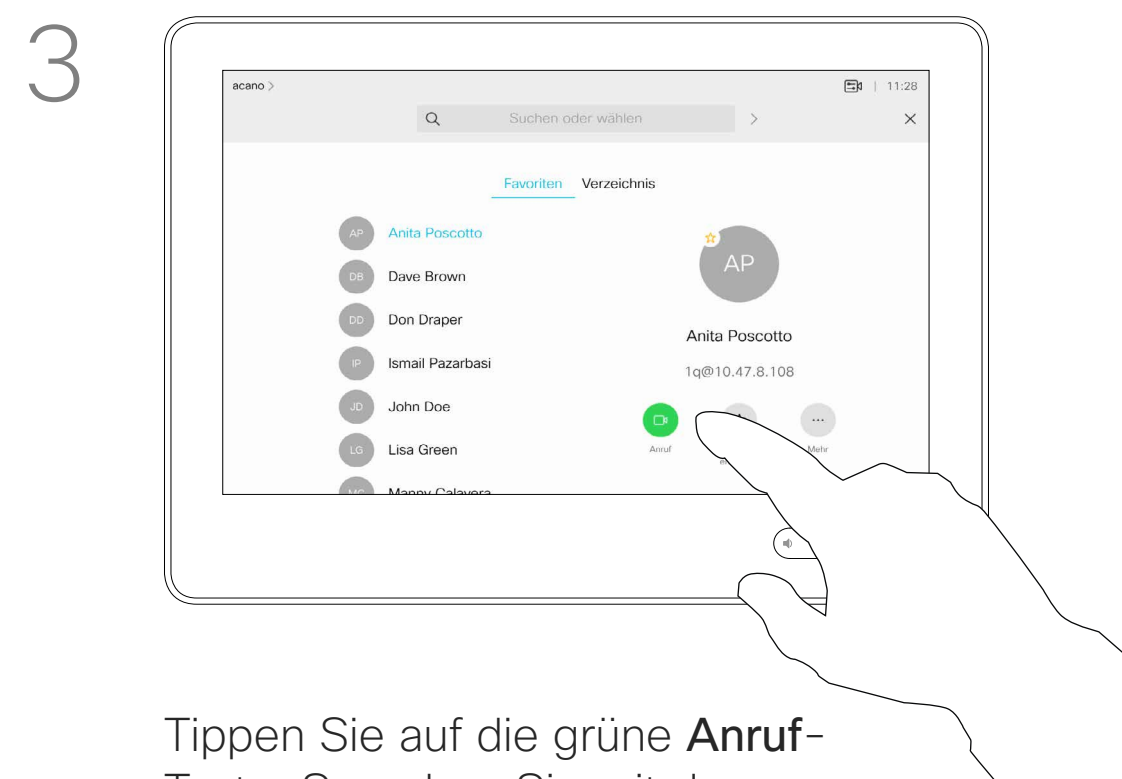 3
acano >
11:28
Suchen oder wählen
Favoriten Verzeichnis
AP Anita Poscotto
DB Dave Brown
DD Don Draper
IP Ismail Pazarbasi
JD John Doe
LG Lisa Green
Manny Calavera
AP
Anita Poscotto
1q@10.47.8.108
Anruf
Mehr
Tippen Sie auf die grüne Anruf-